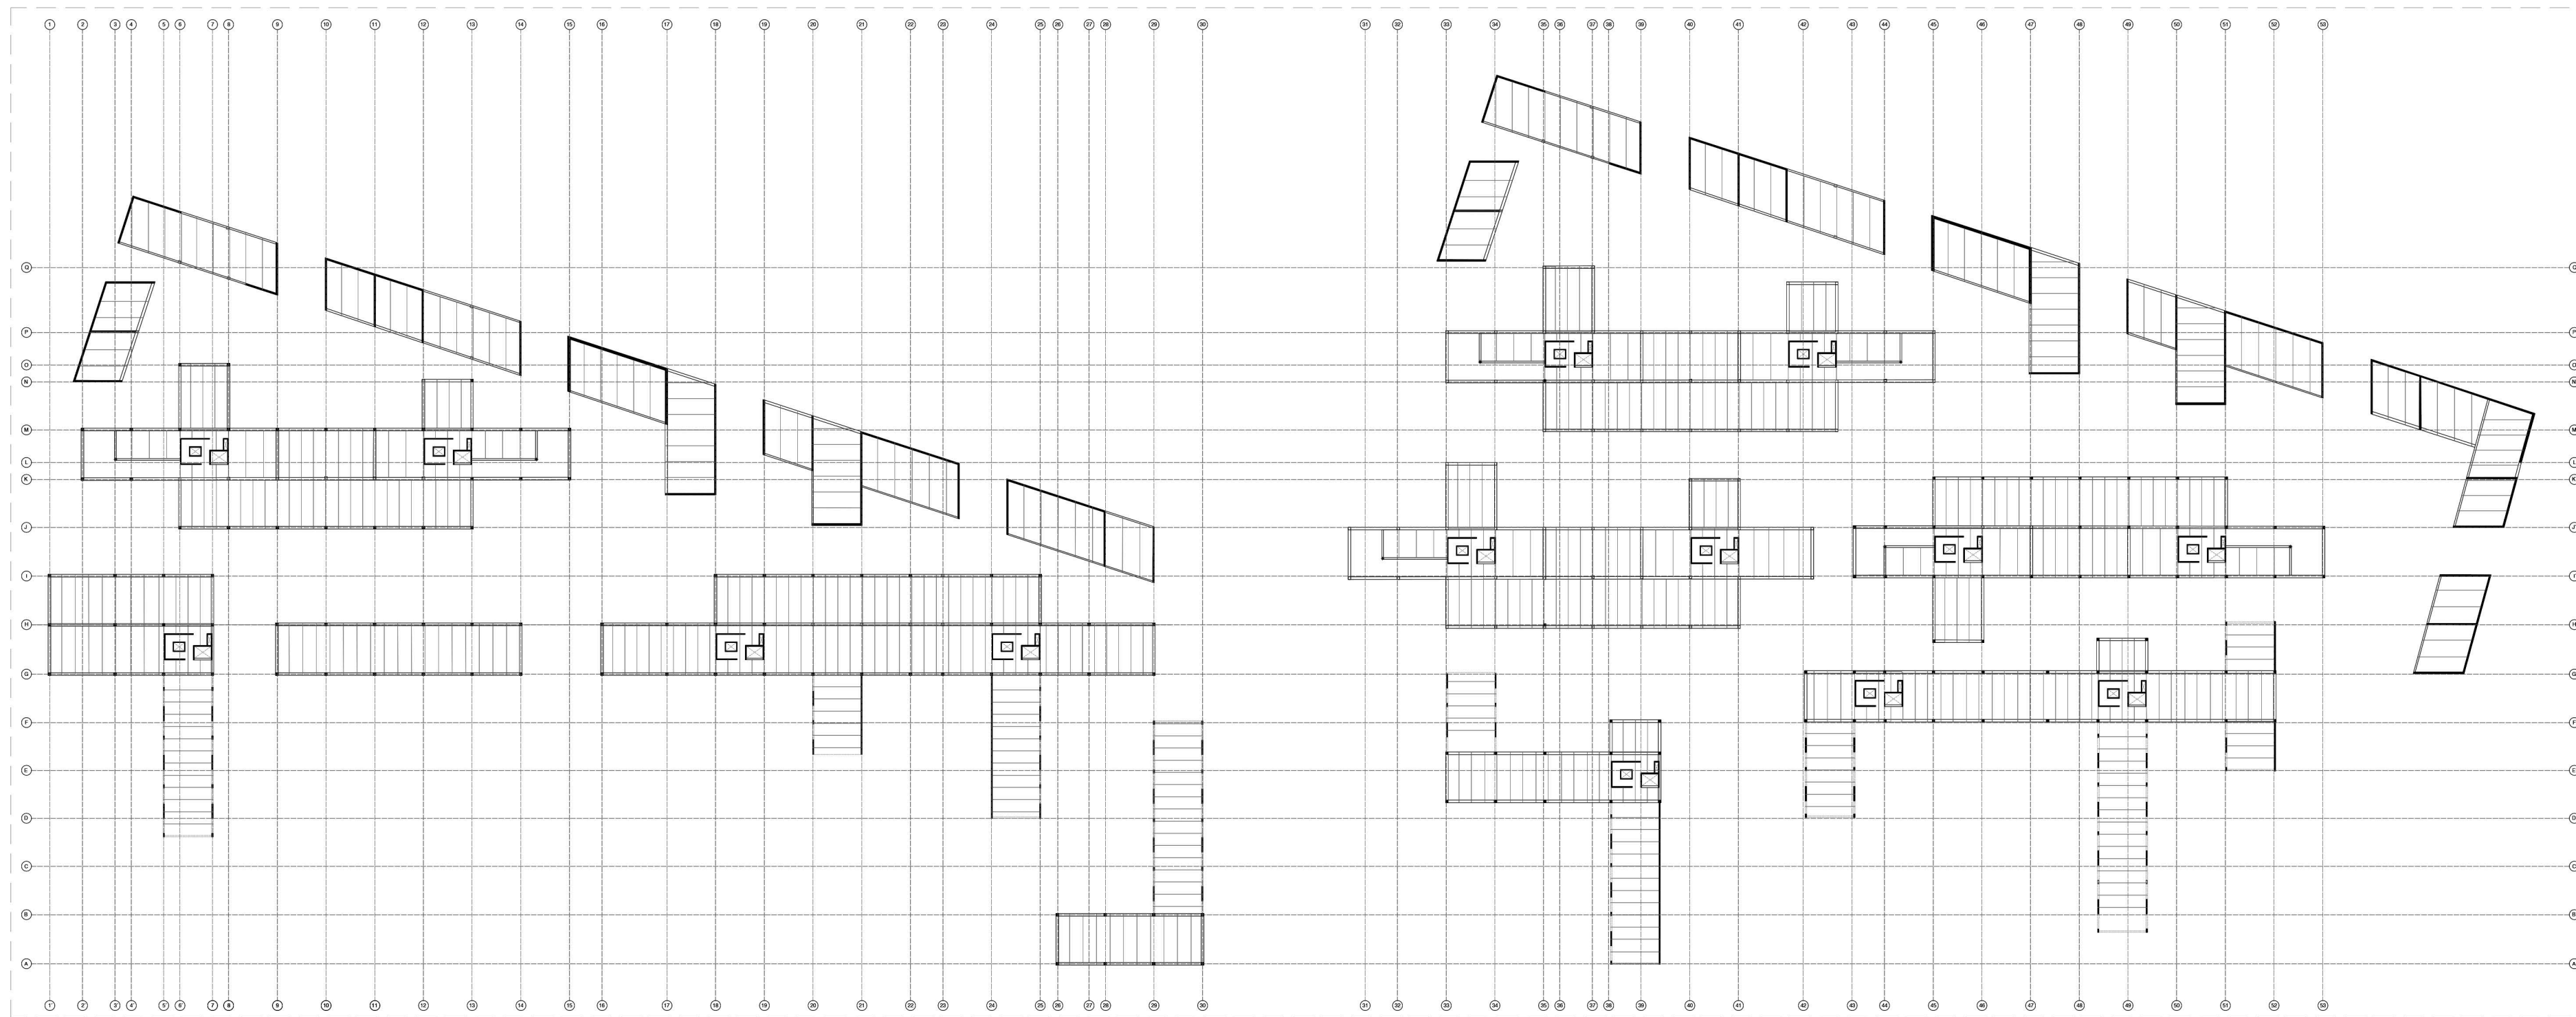 1 2 3 4 5 6 7 8 9 10 11 12 13 14 15 16 17 18 19 20 21 22 23 24 25 26 27 28 29 30 31 32 33 34 35 36 37 38 39 40 41 42 43 44 45 46 47 48 49 50 51 52 53
Q Q
P P
O O
N N
M M
L L
K K
J J'
I I'
H H'
G G'
F F'
E E'
D D'
C C'
B B'
A A'
1' 2' 3' 4' 5' 6' 7 8 9 10 11 12 13 14 15 16 17 18 19 20 21 22 23 24 25 26 27 28 29 30 31 32 33 34 35 36 37 38 39 40 41 42 43 44 45 46 47 48 49 50 51 52 53